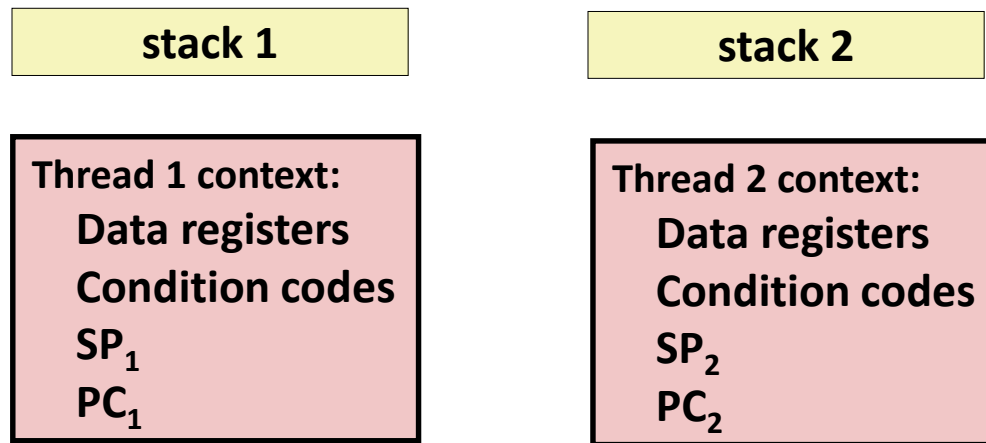 stack 1
stack 2
Thread 1 context:
Data registers
Condition codes
SP₁
PC₁
Thread 2 context:
Data registers
Condition codes
SP₂
PC₂